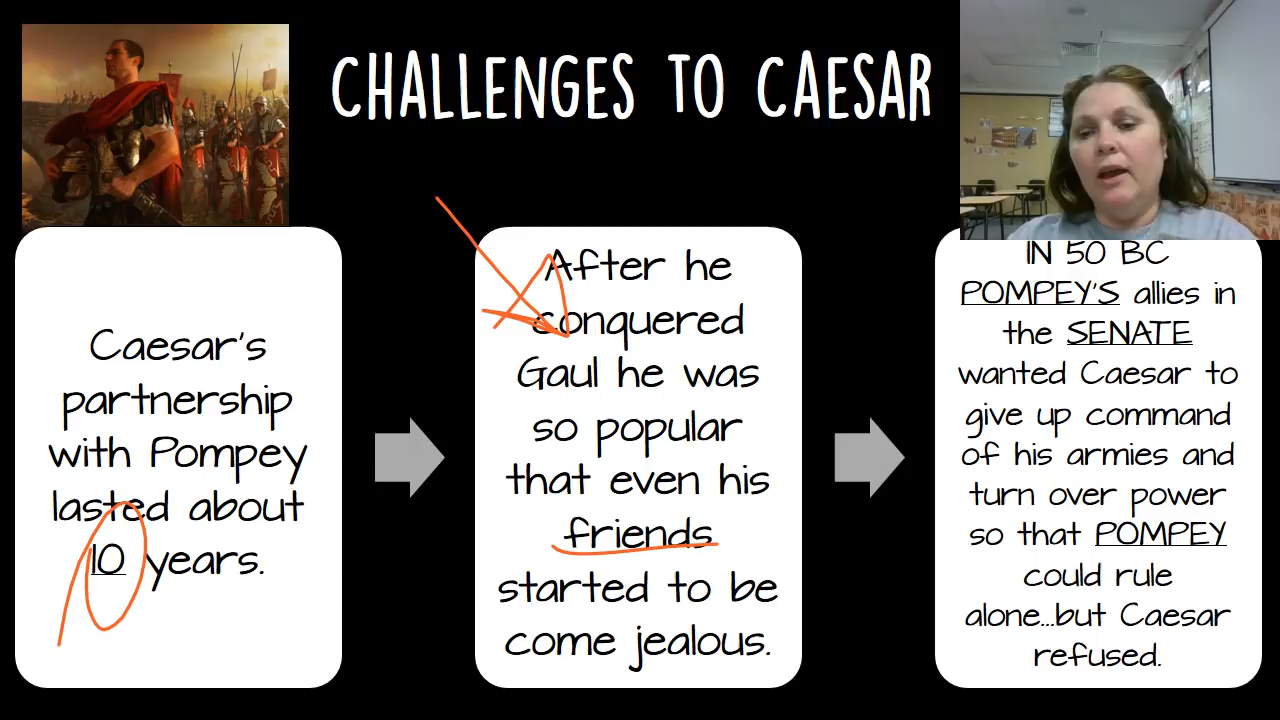 CHALLENGES TO CAESAR
Caesar's
partnership
with Pompey
lasted about
10 years.
After he
conquered
Gaul he was
so popular
that even his
friends
started to be
come jealous.
IN 50 BC
POMPEY'S allies in
the SENATE
wanted Caesar to
give up command
of his armies and
turn over power
so that POMPEY
could rule
alone...but Caesar
refused.